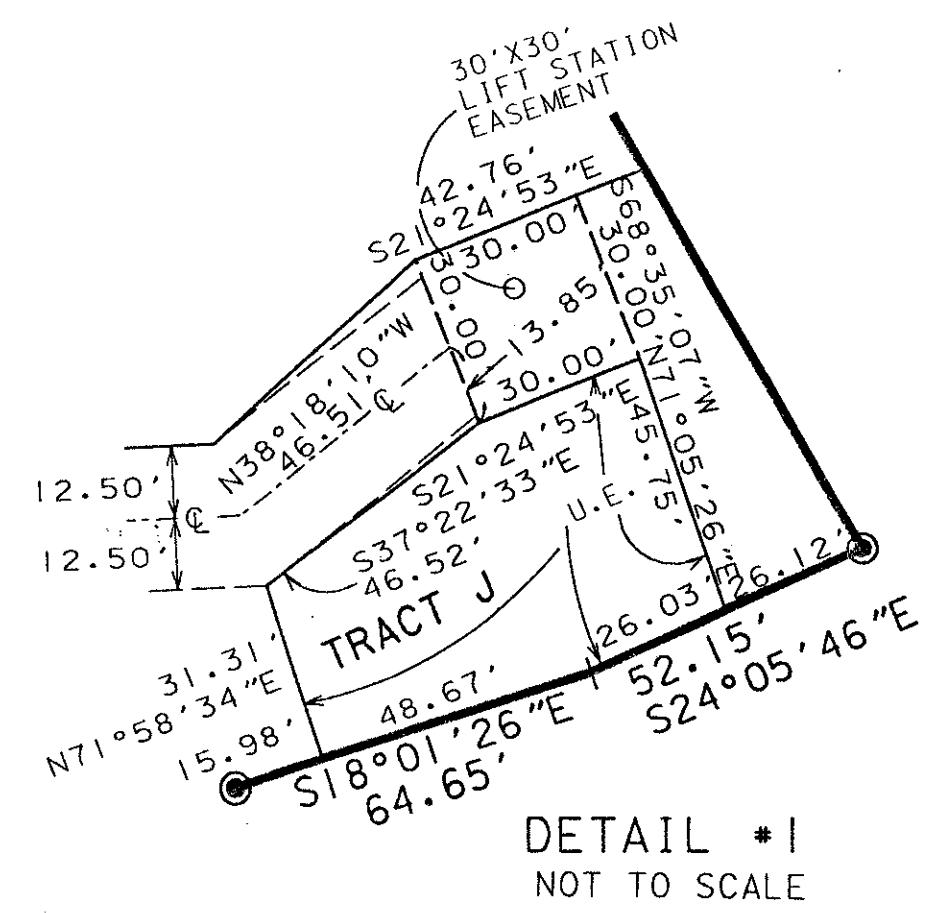 30'X30'
LIFT STATION
EASEMENT
42.76'
S21°24'53"E
30.00'
30.00
30.00'
S68°35'07"W
13.85
30.00'
N38°18'10"W
46.51'
℄
12.50'
℄
12.50'
S21°24'53"E
S37°22'33"E
46.52'
U.E.
N71°05'26"E
45.75'
TRACT J
31.31'
N71°58'34"E
15.98'
48.67'
26.03'
26.12'
52.15'
S24°05'46"E
S18°01'26"E
64.65'
DETAIL #1
NOT TO SCALE